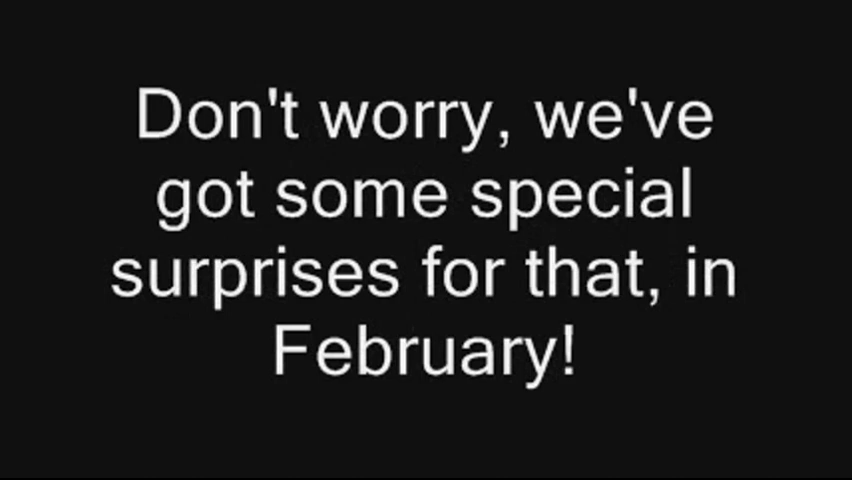 Don't worry, we've
got some special
surprises for that, in
February!